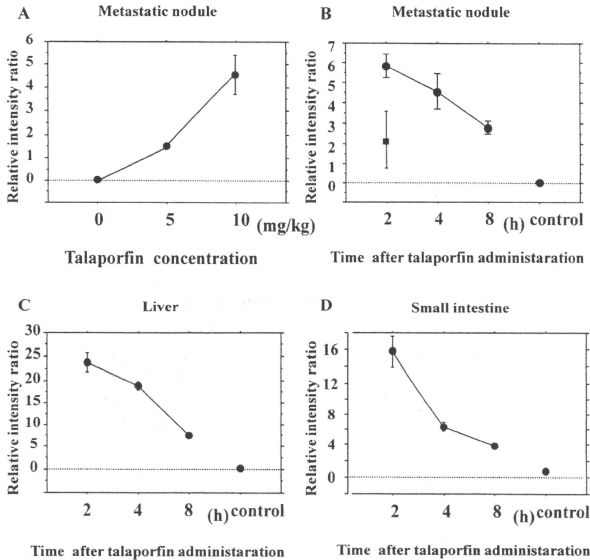 A
Metastatic nodule
Relative intensity ratio
6
5
4
3
2
1
0
0 5 10 (mg/kg)
Talaporfin concentration
B
Metastatic nodule
Relative intensity ratio
7
6
5
4
3
2
1
0
2 4 8 (h) control
Time after talaporfin administaration
C
Liver
Relative intensity ratio
30
25
20
15
10
5
0
2 4 8 (h) control
Time after talaporfin administaration
D
Small intestine
Relative intensity ratio
16
12
8
4
0
2 4 8 (h) control
Time after talaporfin administaration